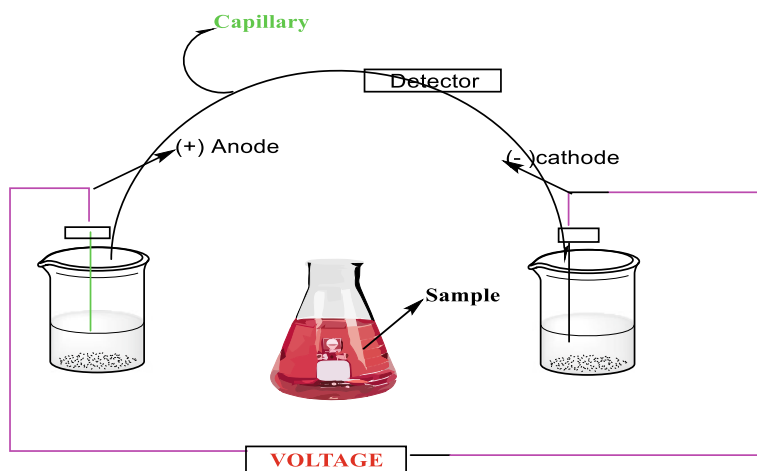 Capillary
Detector
(+) Anode
(- )cathode
Sample
VOLTAGE